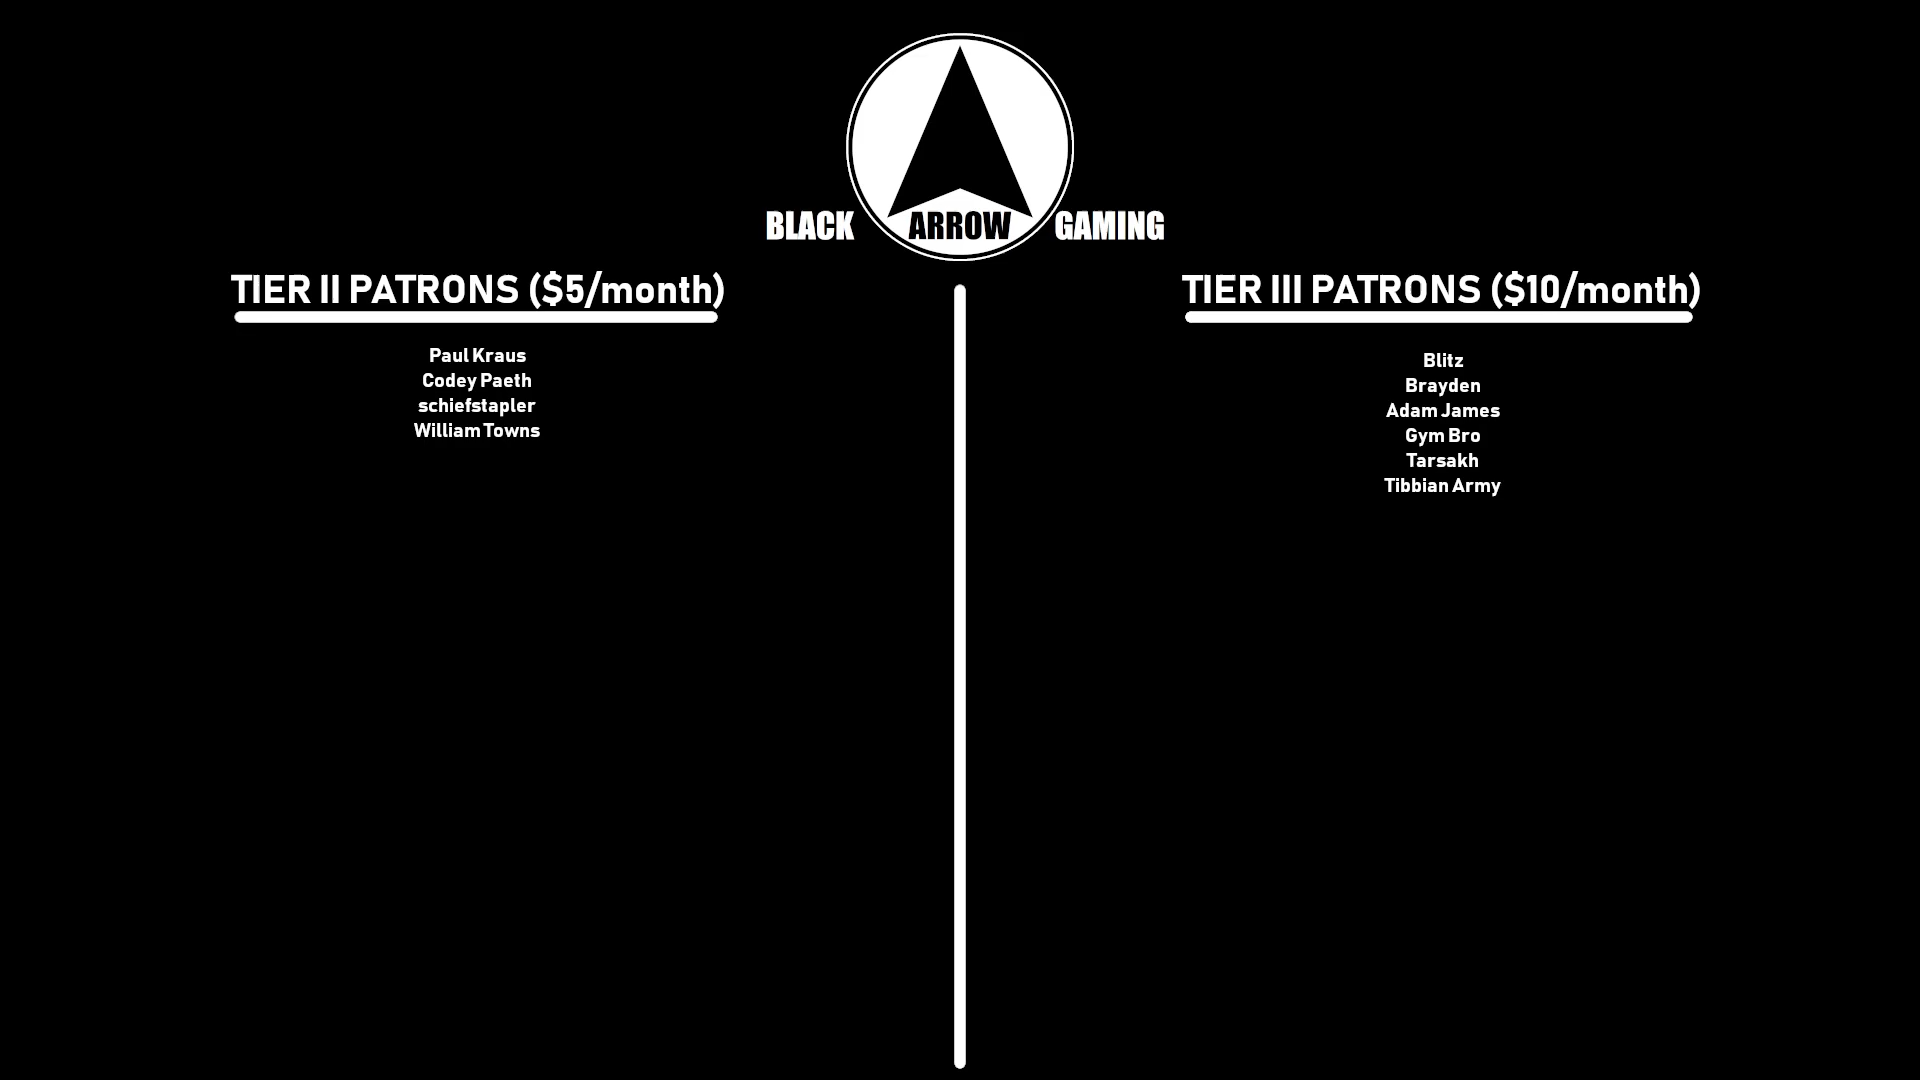 BLACK ARROW GAMING
TIER II PATRONS ($5/month)
Paul Kraus
Codey Paeth
schiefstapler
William Towns
TIER III PATRONS ($10/month)
Blitz
Brayden
Adam James
Gym Bro
Tarsakh
Tibbian Army